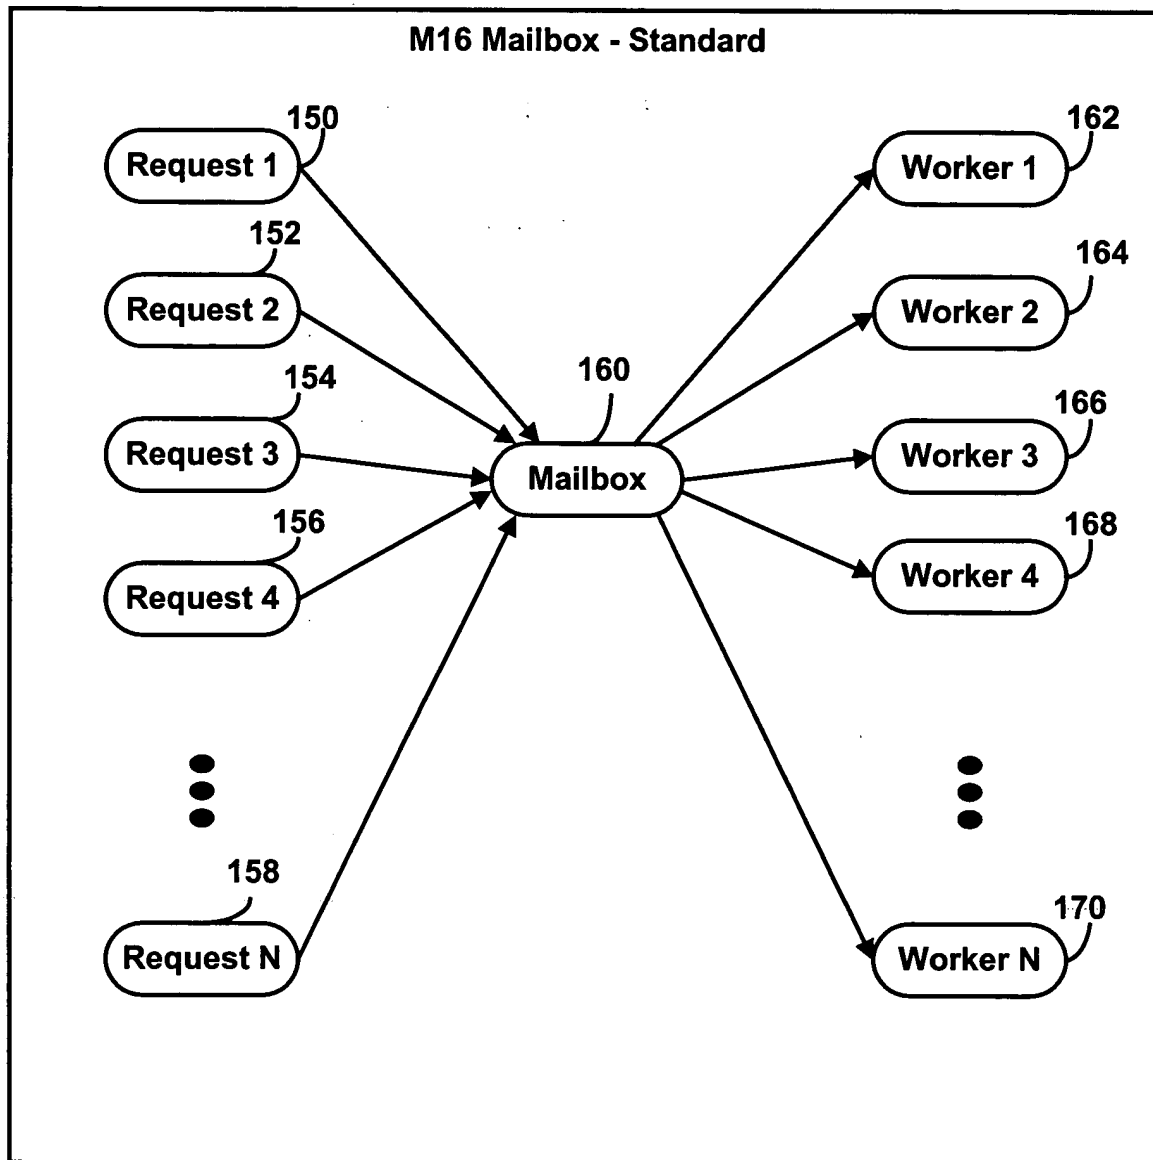 M16 Mailbox - Standard
150
Request 1
152
Request 2
154
Request 3
156
Request 4
158
Request N
160
Mailbox
162
Worker 1
164
Worker 2
166
Worker 3
168
Worker 4
170
Worker N